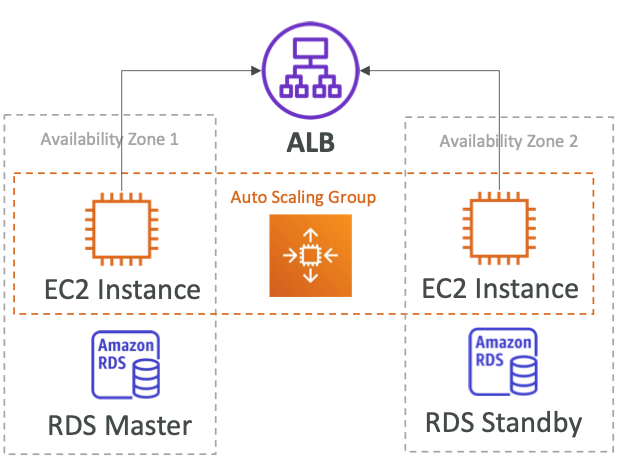 ALB
Availability Zone 1
Availability Zone 2
Auto Scaling Group
EC2 Instance
EC2 Instance
Amazon
RDS
RDS Master
Amazon
RDS
RDS Standby